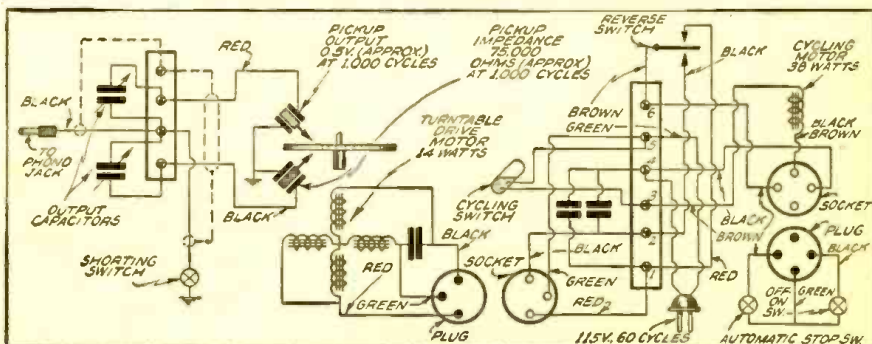 RED
PICKUP
OUTPUT
0.5V. (APPROX)
AT 1,000 CYCLES
PICKUP
IMPEDANCE
75,000
OHMS (APPROX)
AT 1,000 CYCLES
REVERSE
SWITCH
BLACK
CYCLING
MOTOR
38 WATTS
BLACK
TO
PHONO
JACK
OUTPUT
CAPACITORS
SHORTING
SWITCH
BLACK
TURNTABLE
DRIVE
MOTOR
14 WATTS
BLACK
RED
GREEN
PLUG
CYCLING
SWITCH
BROWN
GREEN
6
5
4
3
2
1
BLACK
SOCKET
GREEN
RED
BLACK
BROWN
RED
115V. 60 CYCLES
BLACK
BROWN
SOCKET
PLUG
BLACK
OFF-
ON
SW.
GREEN
AUTOMATIC STOP SW.